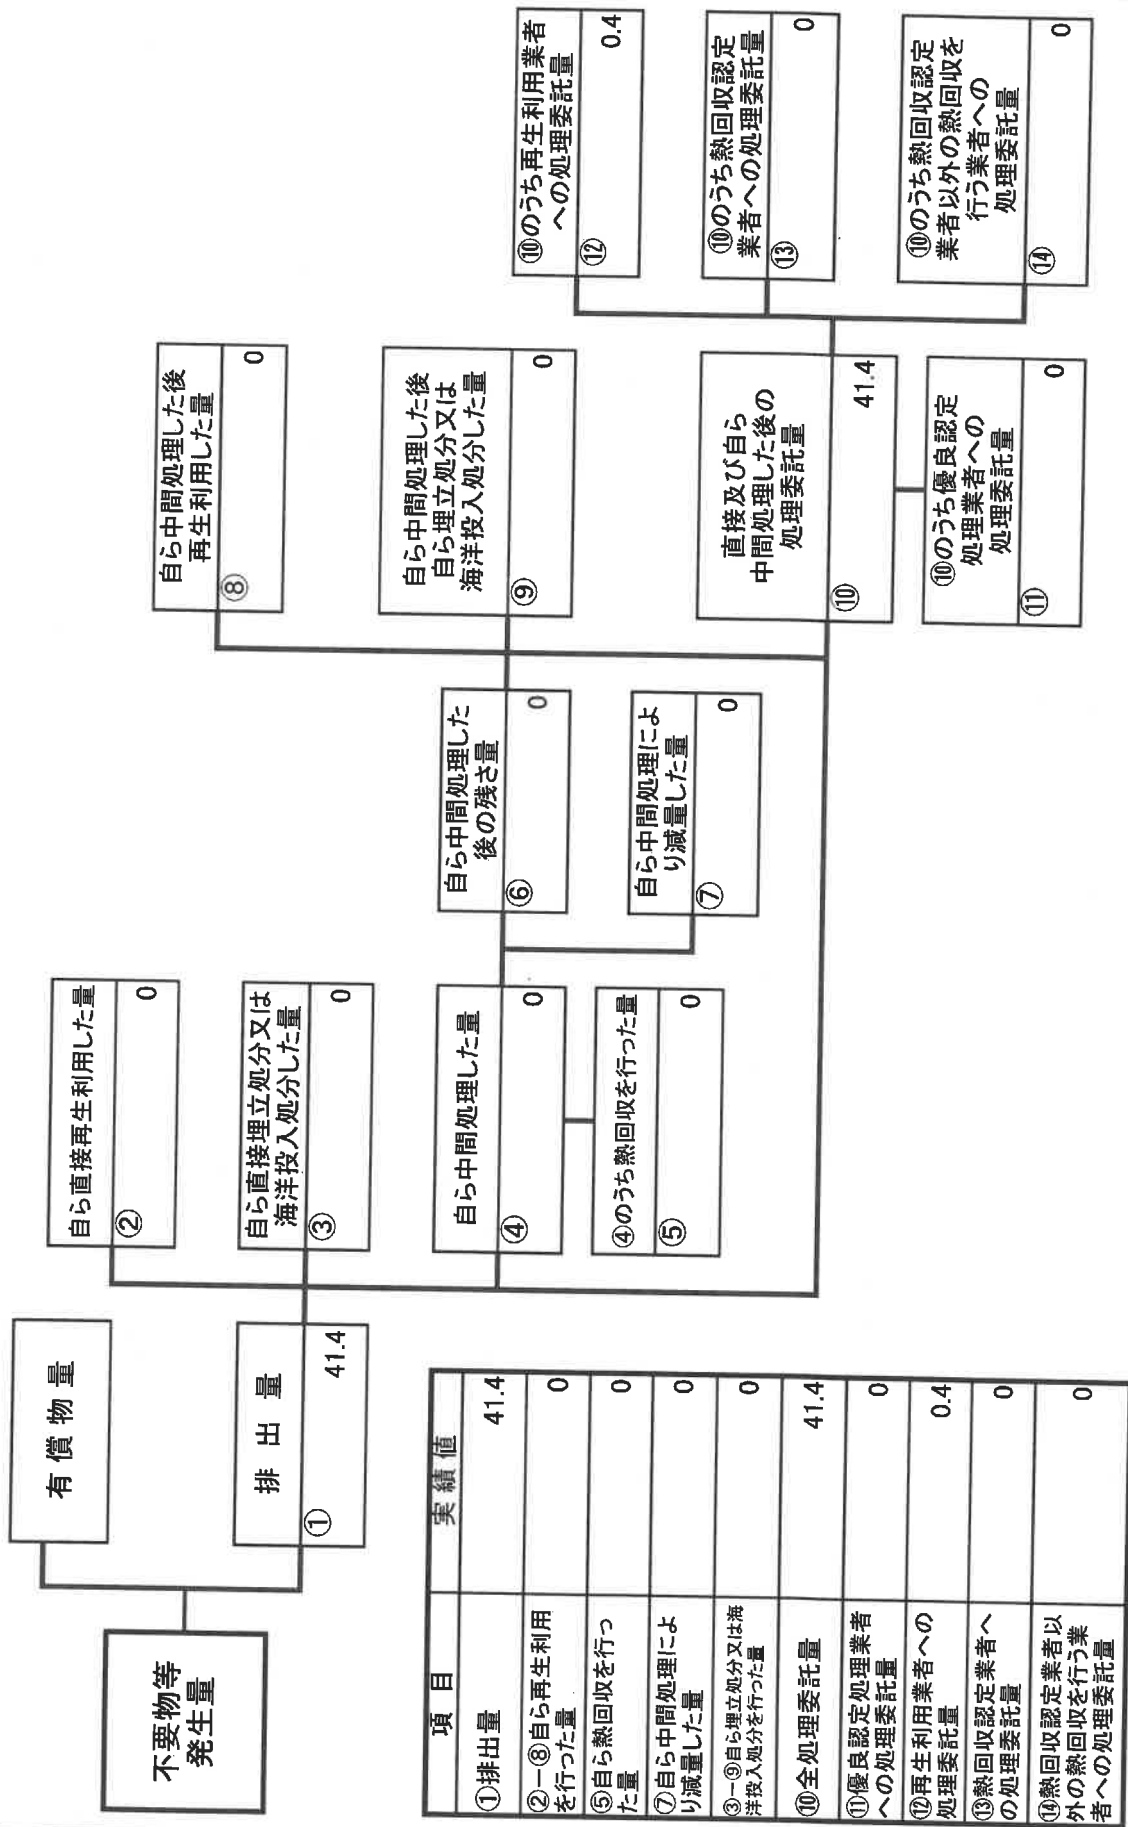 不要物等
発生量
有償物量
排出量
①
41.4
自ら直接再生利用した量
②
0
自ら直接埋立処分又は
海洋投入処分した量
③
0
自ら中間処理した量
④
0
④のうち熱回収を行った量
⑤
0
自ら中間処理した
後の残さ量
⑥
0
自ら中間処理によ
り減量した量
⑦
0
自ら中間処理した後
再生利用した量
⑧
0
自ら中間処理した後
自ら埋立処分又は
海洋投入処分した量
⑨
0
直接及び自ら
中間処理した後の
処理委託量
⑩
41.4
⑩のうち優良認定
処理業者への
処理委託量
⑪
0
⑩のうち再生利用業者
への処理委託量
⑫
0.4
⑩のうち熱回収認定
業者への処理委託量
⑬
0
⑩のうち熱回収認定
業者以外の熱回収を
行う業者への
処理委託量
⑭
0
項目 実績値
①排出量 41.4
②ー⑧自ら再生利用
を行った量 0
⑤自ら熱回収を行っ
た量 0
⑦自ら中間処理によ
り減量した量 0
③ー⑨自ら埋立処分又は海
洋投入処分を行った量 0
⑩全処理委託量 41.4
⑪優良認定処理業者
への処理委託量 0
⑫再生利用業者への
処理委託量 0.4
⑬熱回収認定業者へ
の処理委託量 0
⑭熱回収認定業者以
外の熱回収を行う業
者への処理委託量 0